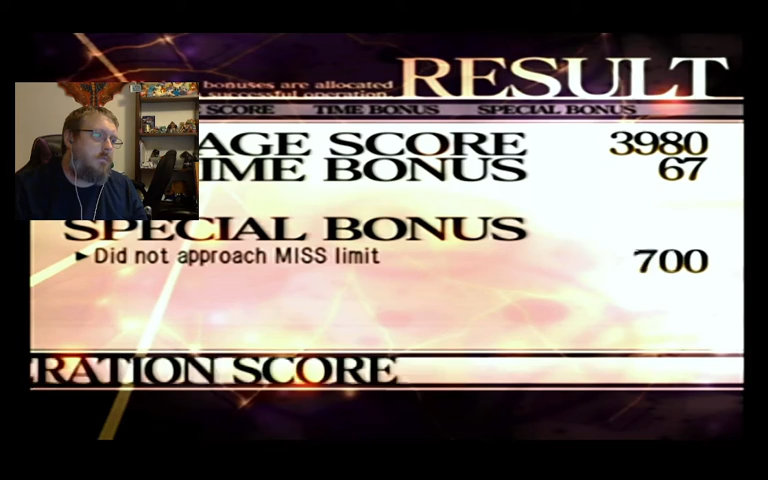 RESULT
bonuses are allocated
successful operation
SCORE TIME BONUS SPECIAL BONUS
AGE SCORE 3980
IME BONUS 67
SPECIAL BONUS
►Did not approach MISS limit 700
ERATION SCORE